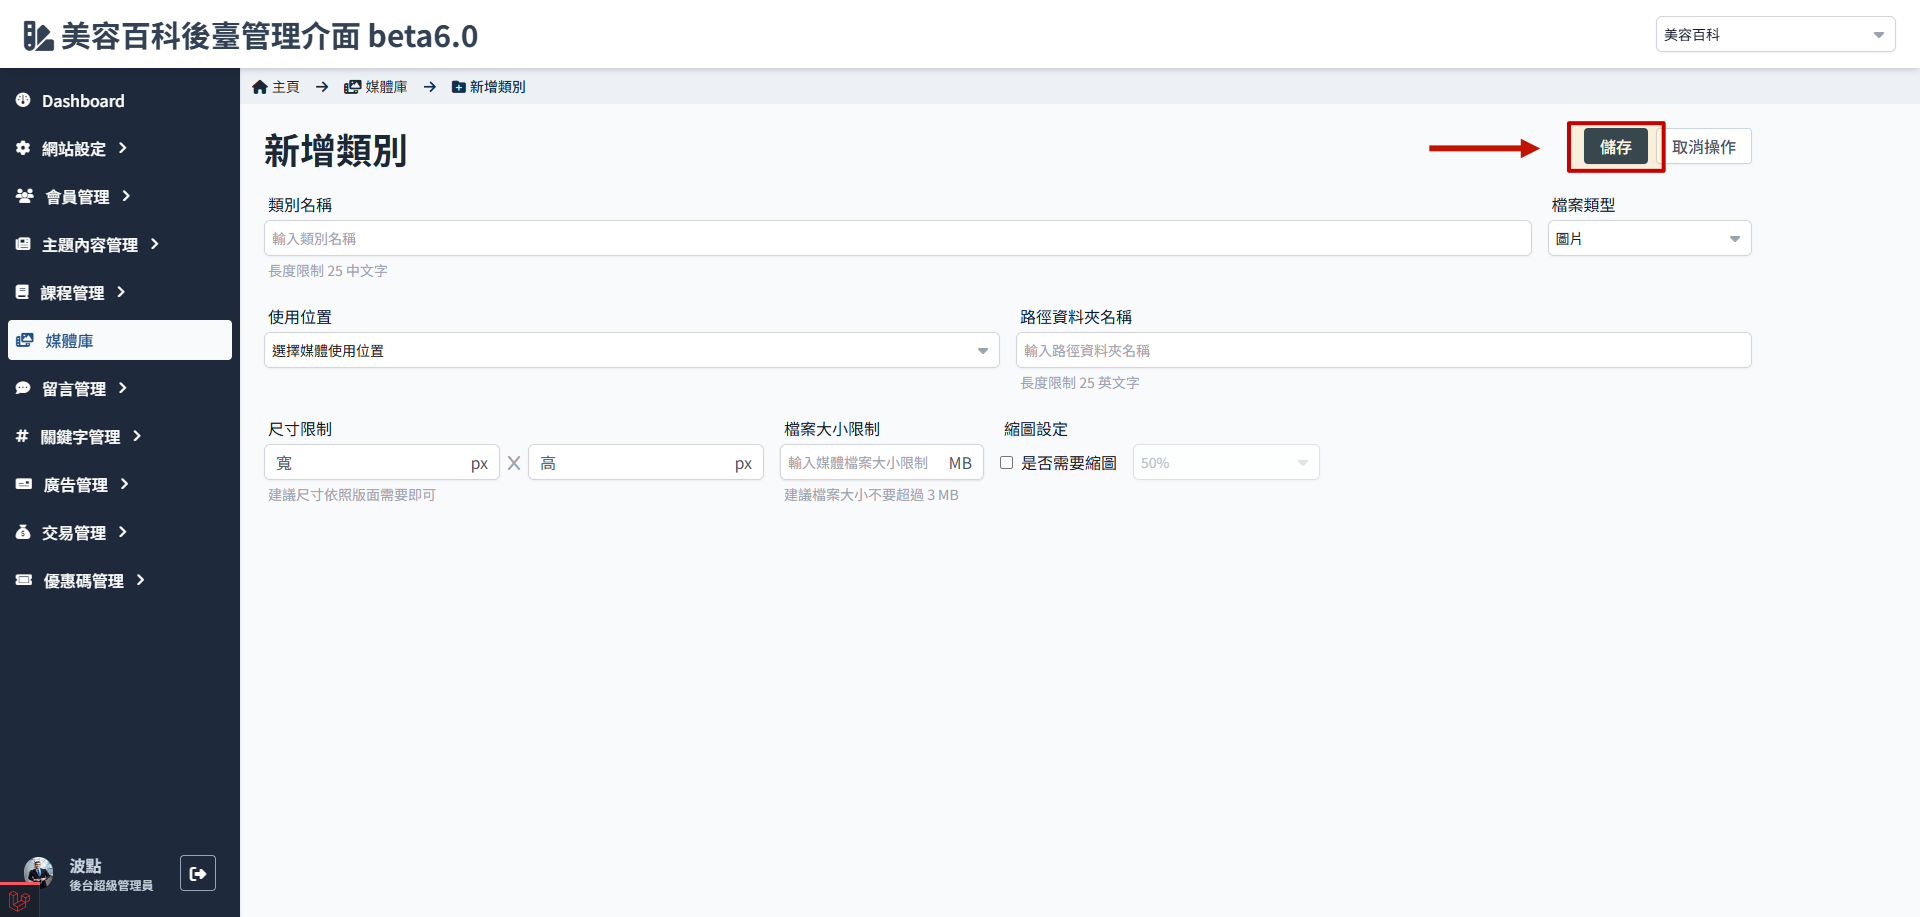 美容百科後臺管理介面 beta6.0
美容百科
Dashboard
網站設定
會員管理
主題內容管理
課程管理
媒體庫
留言管理
關鍵字管理
廣告管理
交易管理
優惠碼管理
波點
後台超級管理員
主頁 → 媒體庫 → 新增類別
新增類別
儲存
取消操作
類別名稱
輸入類別名稱
長度限制 25 中文字
檔案類型
圖片
使用位置
選擇媒體使用位置
路徑資料夾名稱
輸入路徑資料夾名稱
長度限制 25 英文字
尺寸限制
寬 px X 高 px
建議尺寸依照版面需要即可
檔案大小限制
輸入媒體檔案大小限制 MB
建議檔案大小不要超過 3 MB
縮圖設定
是否需要縮圖
50%